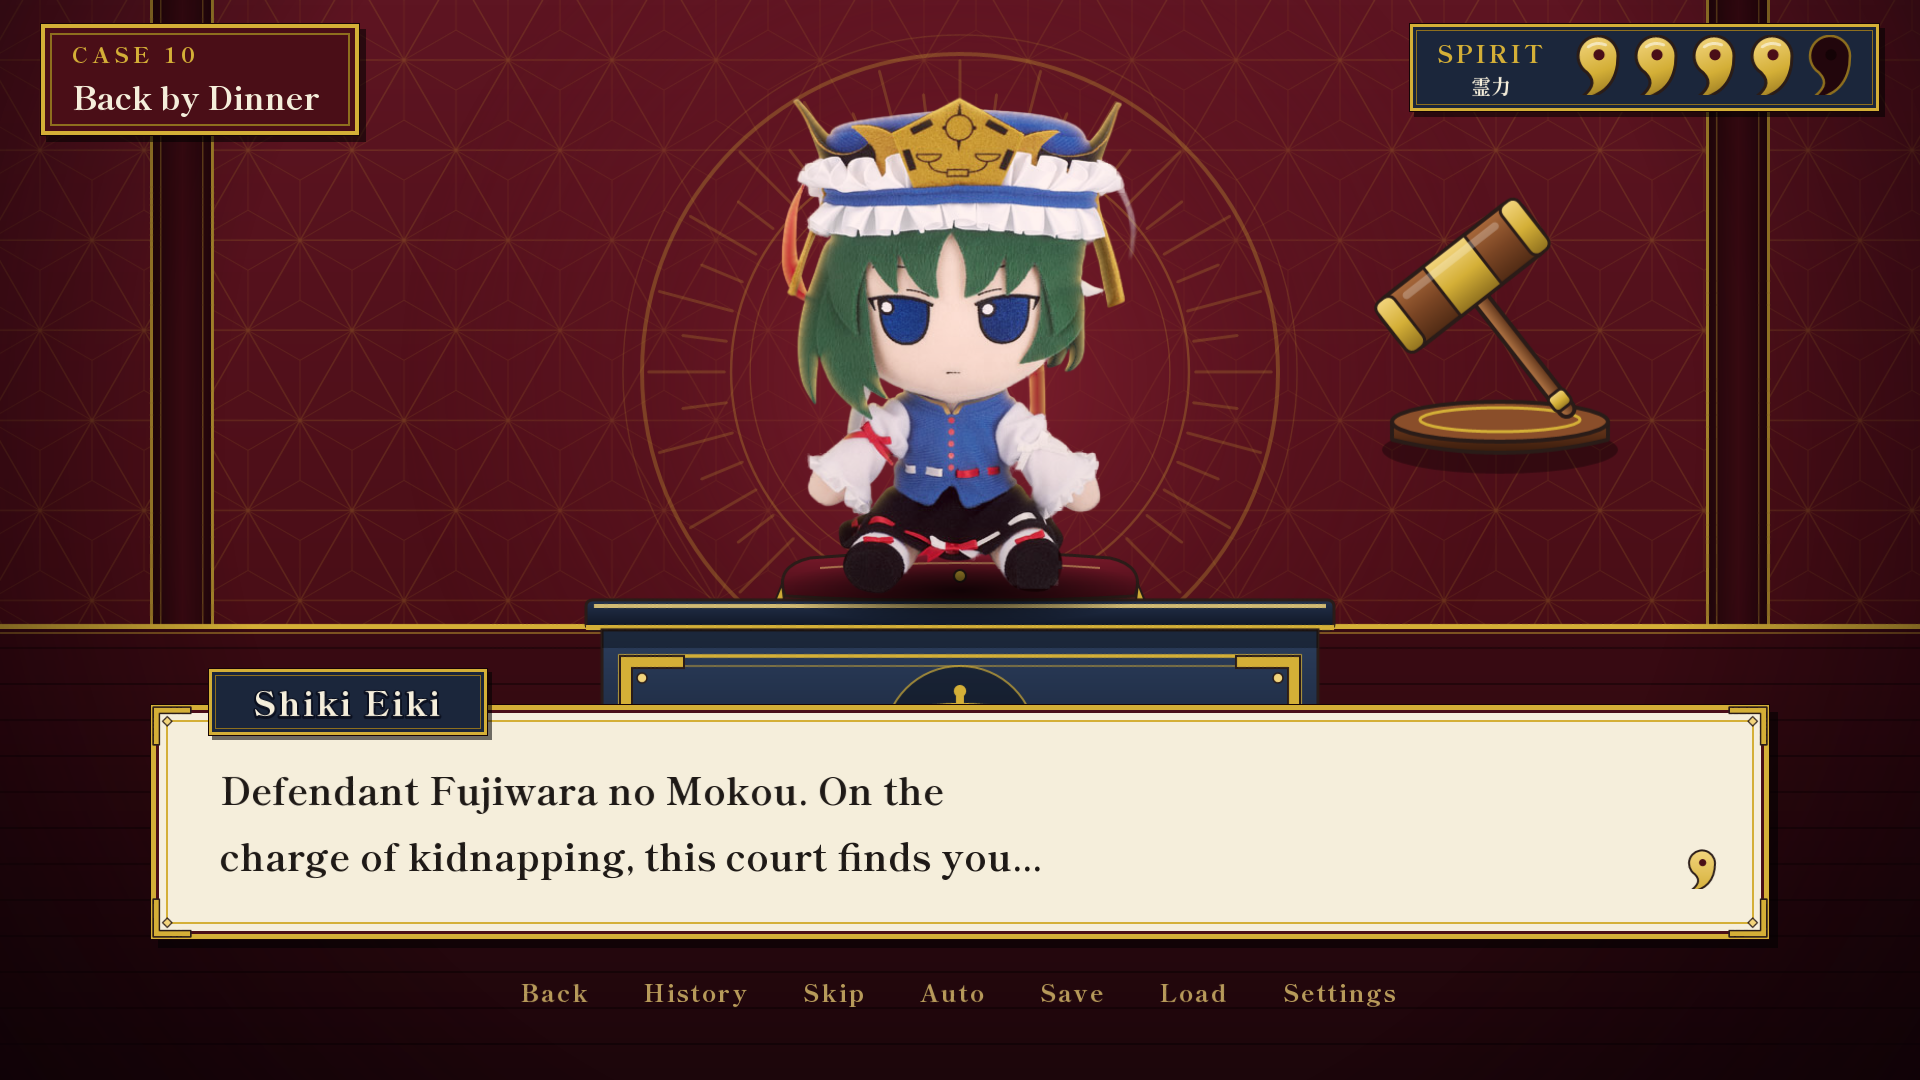 CASE 10
Back by Dinner
SPIRIT
霊力
Shiki Eiki
Defendant Fujiwara no Mokou. On the
charge of kidnapping, this court finds you...
Back History Skip Auto Save Load Settings